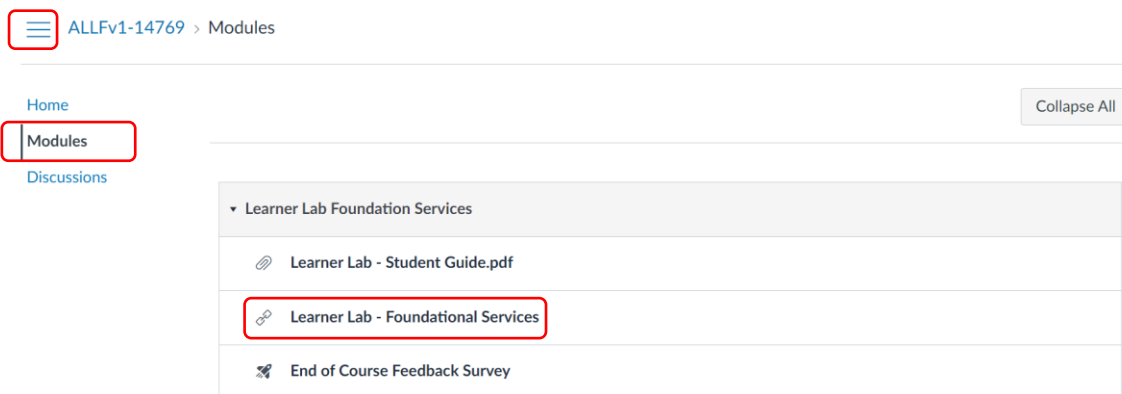 ALLFv1-14769 › Modules
Home
Collapse All
Modules
Discussions
Learner Lab Foundation Services
Learner Lab - Student Guide.pdf
Learner Lab - Foundational Services
End of Course Feedback Survey